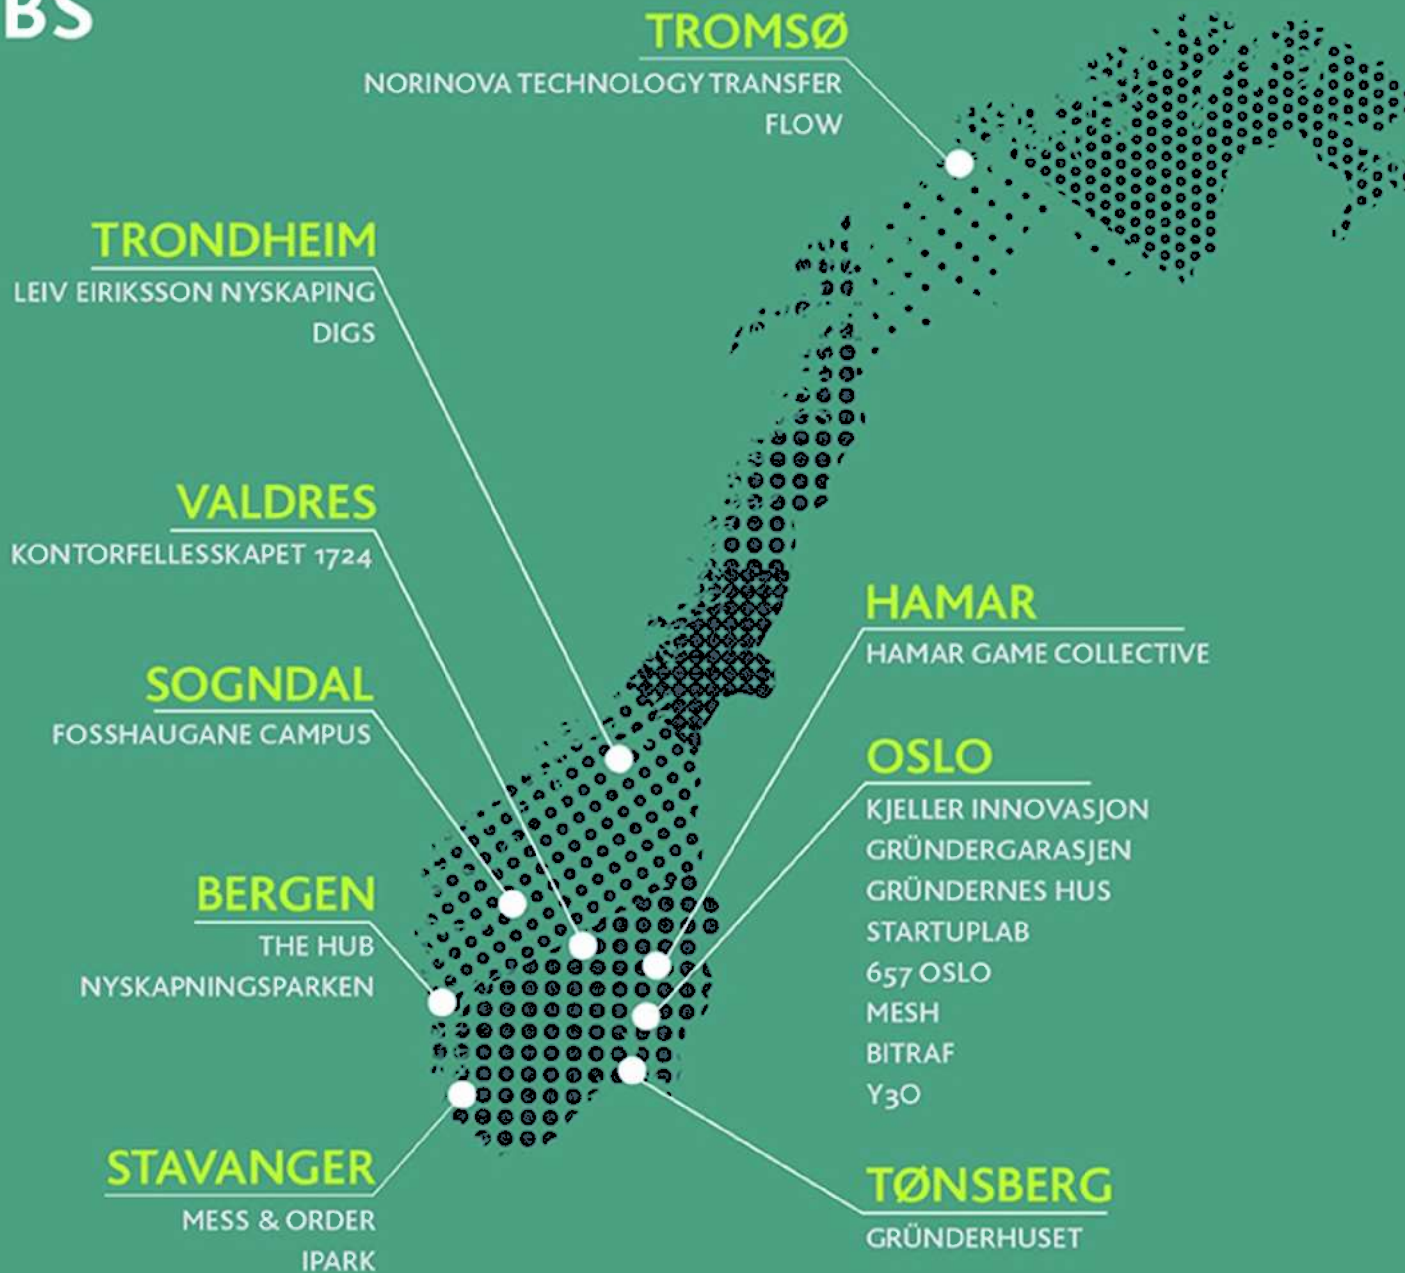 BS
TROMSØ
NORINOVA TECHNOLOGY TRANSFER
FLOW
TRONDHEIM
LEIV EIRIKSSON NYSKAPING
DIGS
VALDRES
KONTORFELLESSKAPET 1724
SOGNDAL
FOSSHAUGANE CAMPUS
BERGEN
THE HUB
NYSKAPNINGSPARKEN
STAVANGER
MESS & ORDER
IPARK
HAMAR
HAMAR GAME COLLECTIVE
OSLO
KJELLER INNOVASJON
GRÜNDERGARASJEN
GRÜNDERNES HUS
STARTUPLAB
657 OSLO
MESH
BITRAF
Y3O
TØNSBERG
GRÜNDERHUSET